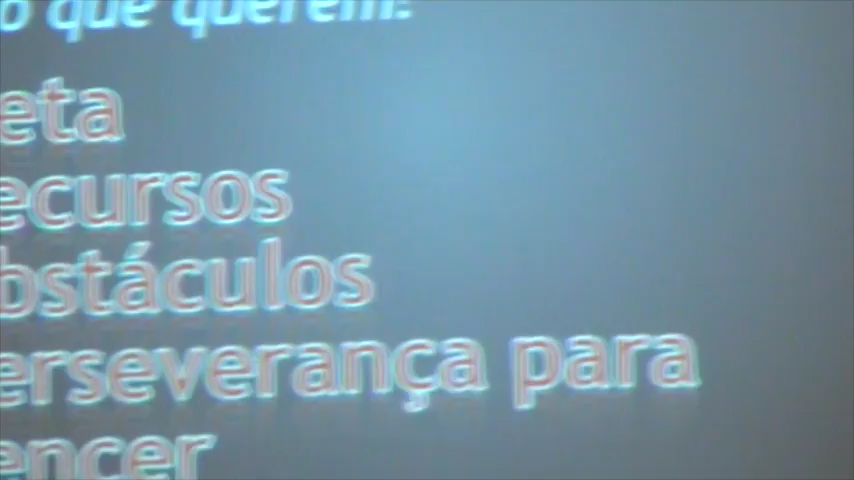 o que querem:
eta
ecursos
bstáculos
erseverança para
encer